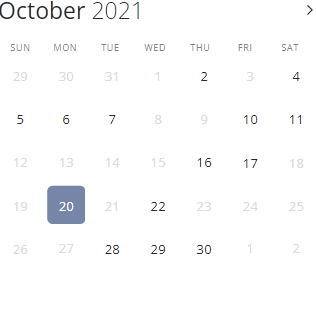 October 2021
SUN MON TUE WED THU FRI SAT
29 30 31 1 2 3 4
5 6 7 8 9 10 11
12 13 14 15 16 17 18
19 20 21 22 23 24 25
26 27 28 29 30 1 2